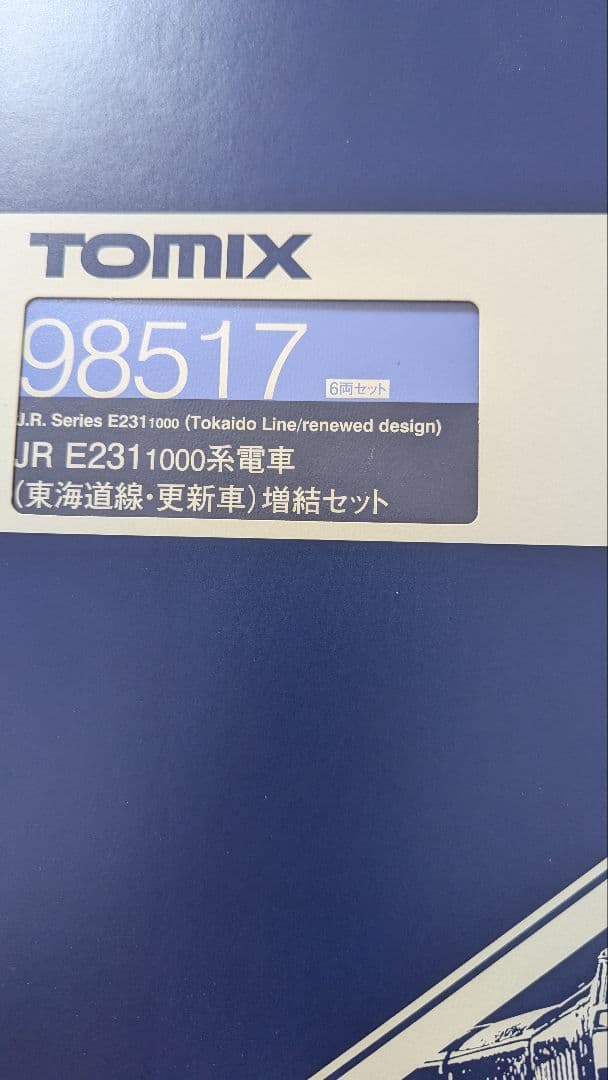 TOMIX
98517
6両セット
J.R. Series E231 1000 (Tokaido Line/renewed design)
JR E231 1000系電車
(東海道線・更新車)増結セット